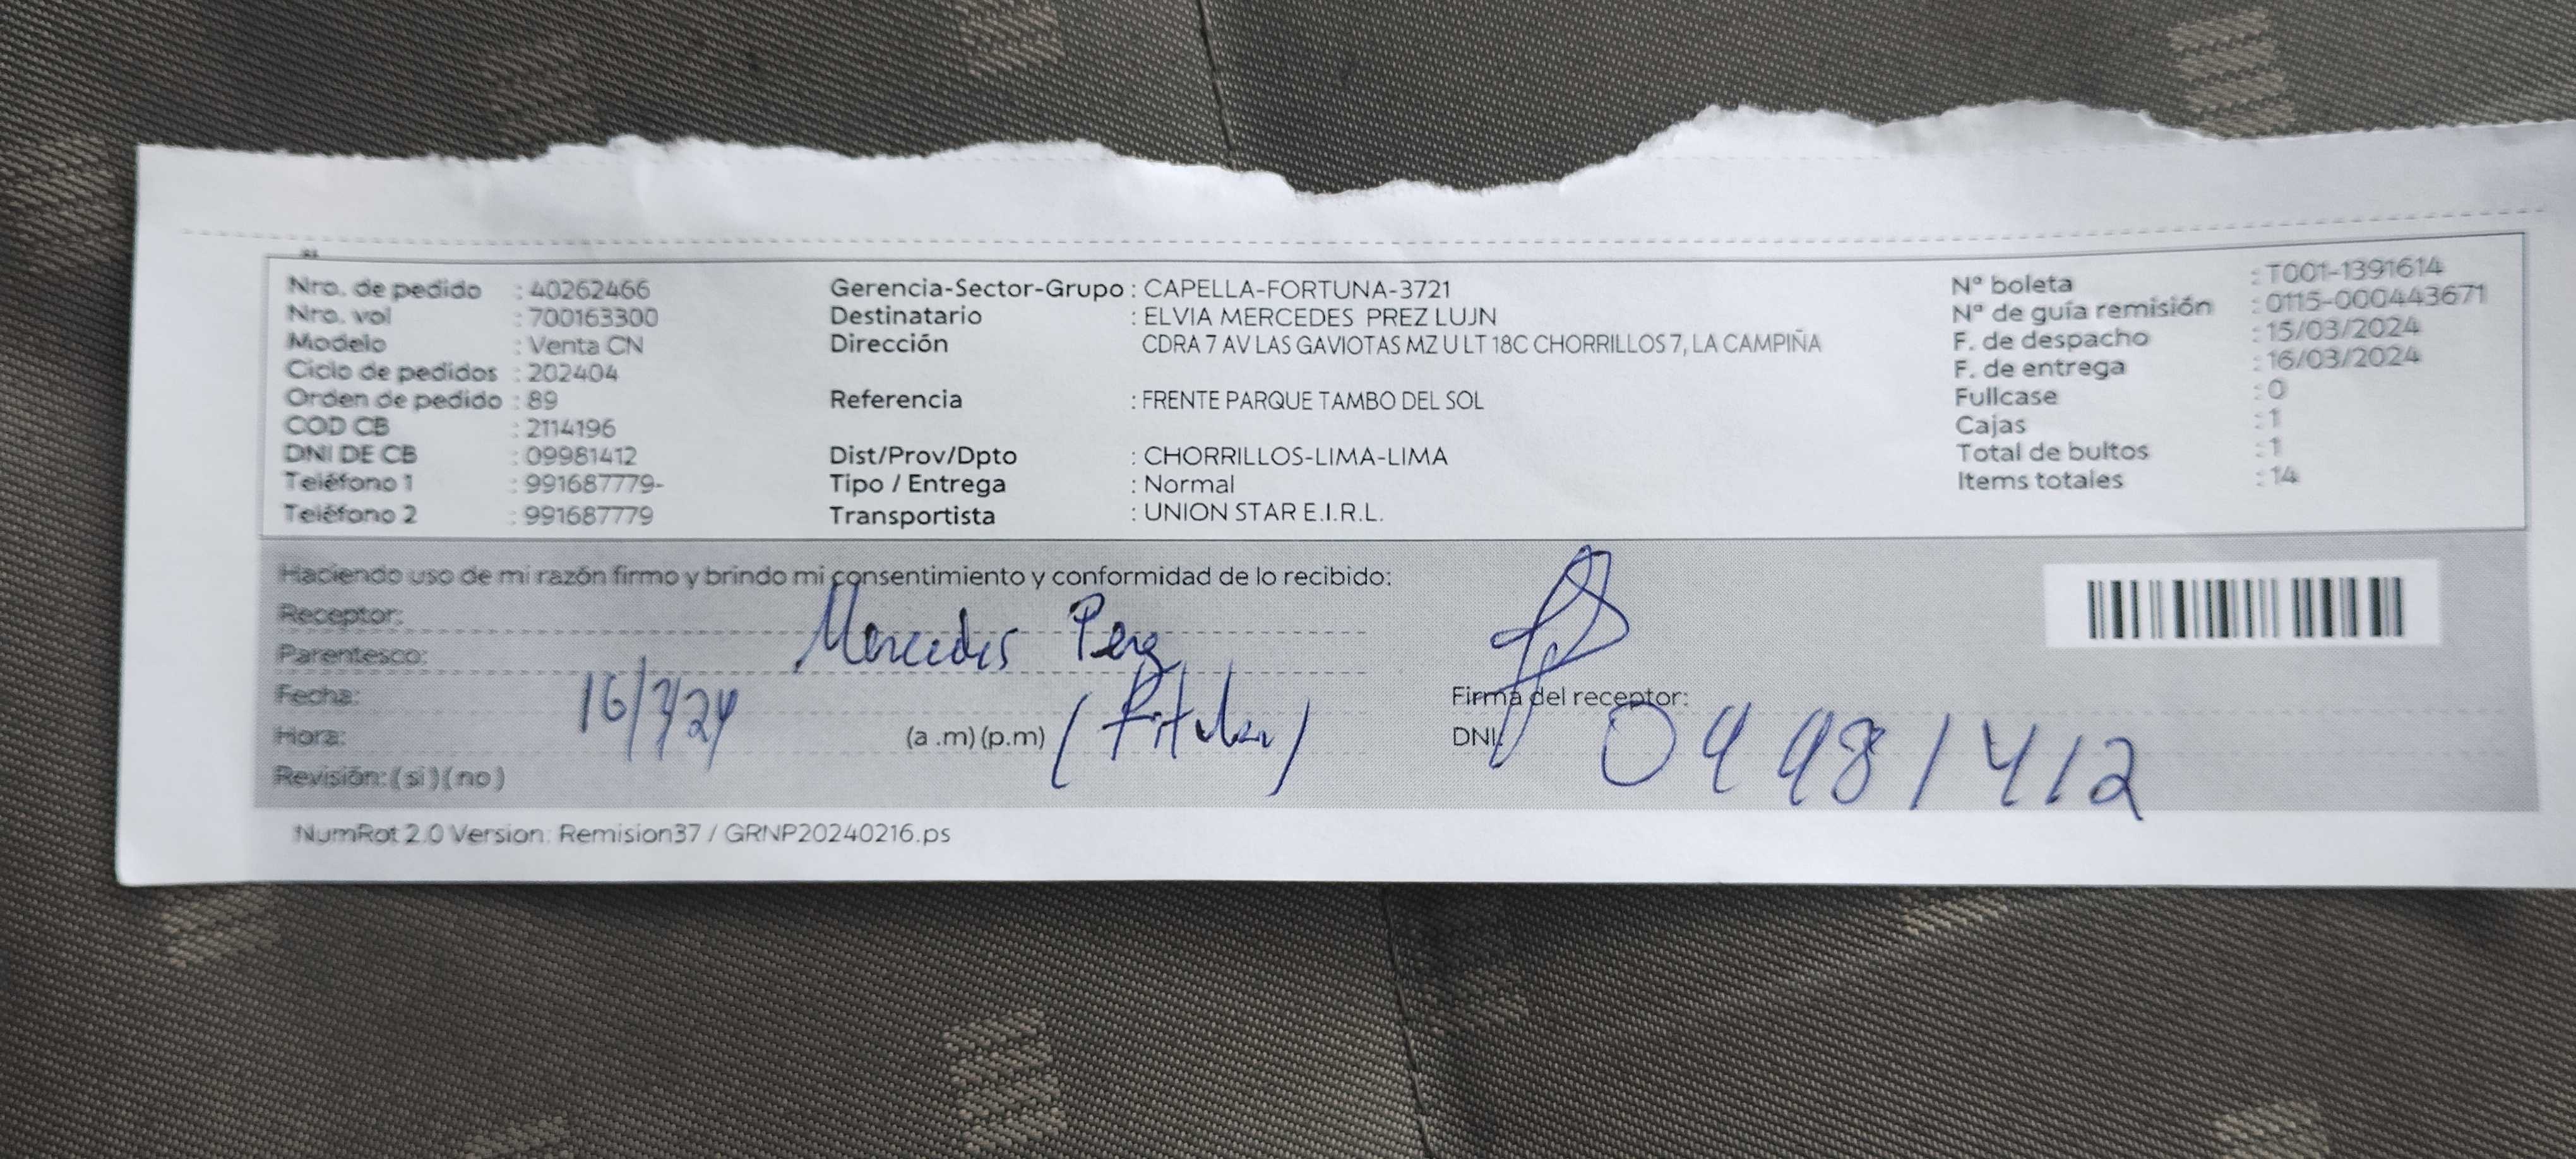 Nro. de pedido : 40262466
Nro. vol : 700163300
Modelo : Venta CN
Ciclo de pedidos : 202404
Orden de pedido : 89
COD CB : 2114196
DNI DE CB : 09981412
Teléfono 1 : 991687779-
Teléfono 2 : 991687779
Gerencia-Sector-Grupo : CAPELLA-FORTUNA-3721
Destinatario : ELVIA MERCEDES PREZ LUJN
Dirección CDRA 7 AV LAS GAVIOTAS MZ U LT 18C CHORRILLOS 7, LA CAMPIÑA
Referencia : FRENTE PARQUE TAMBO DEL SOL
Dist/Prov/Dpto : CHORRILLOS-LIMA-LIMA
Tipo / Entrega : Normal
Transportista : UNION STAR E.I.R.L.
N° boleta : T001-1391614
N° de guía remisión : 0115-000443671
F. de despacho : 15/03/2024
F. de entrega : 16/03/2024
Fullcase : 0
Cajas : 1
Total de bultos : 1
Items totales : 14
Haciendo uso de mi razón firmo y brindo mi consentimiento y conformidad de lo recibido:
Receptor: Mercedes
Parentesco:
Fecha: 16/3/24
Hora: (a .m) (p.m)
Revisión: (si) (no)
Firma del receptor:
DNI: 09981412
NumRot 2.0 Version: Remision37 / GRNP20240216.ps